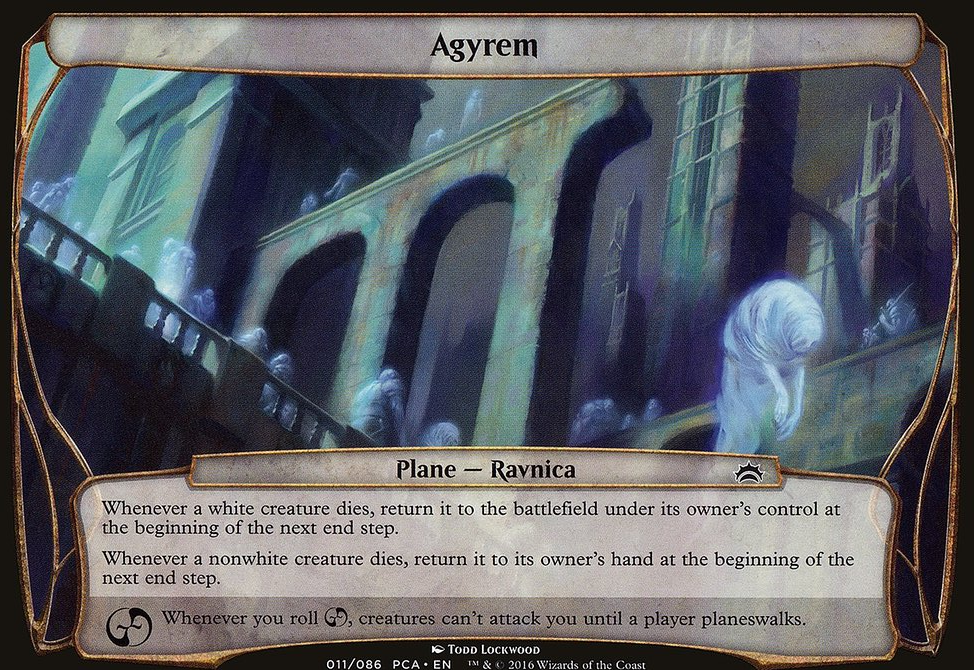 Agyrem
Plane — Ravnica
Whenever a white creature dies, return it to the battlefield under its owner's control at
the beginning of the next end step.
Whenever a nonwhite creature dies, return it to its owner's hand at the beginning of the
next end step.
Whenever you roll , creatures can't attack you until a player planeswalks.
Todd Lockwood
011/086 PCA • EN ™ & © 2016 Wizards of the Coast